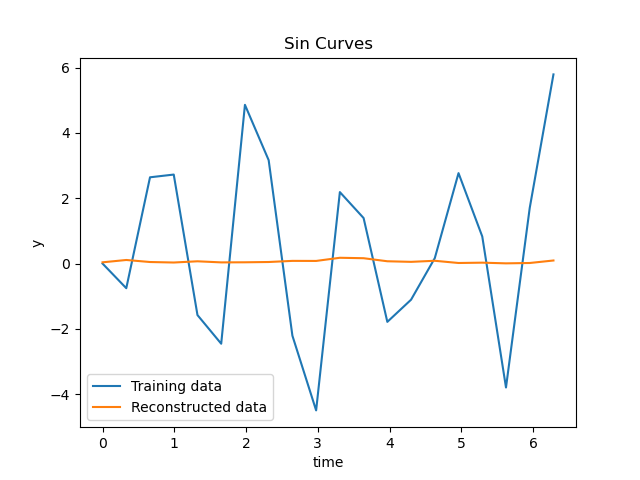 Sin Curves
6
4
2
0
−2
−4
y
Training data
Reconstructed data
0 1 2 3 4 5 6
time